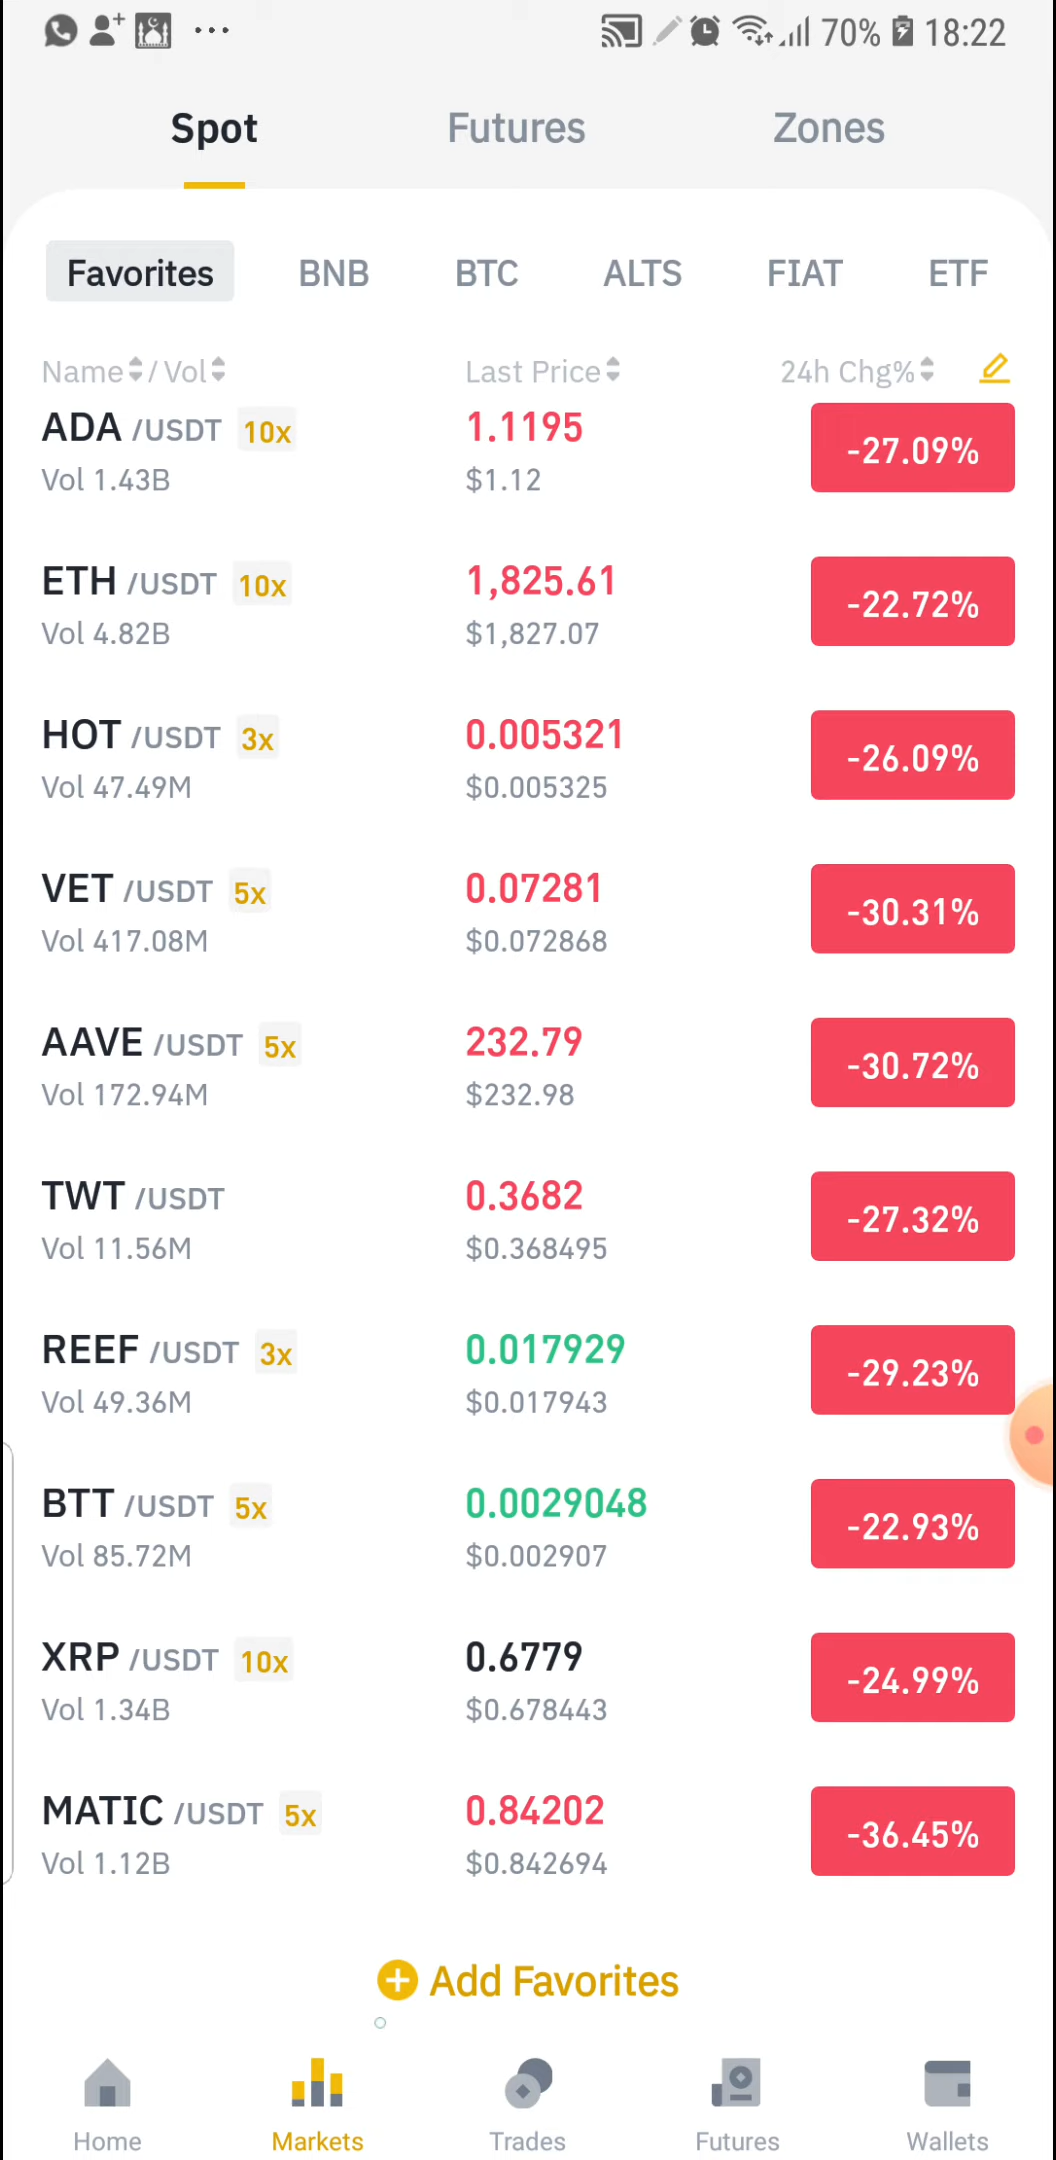 70% 18:22
Spot Futures Zones
Favorites BNB BTC ALTS FIAT ETF
Name / Vol Last Price 24h Chg%
ADA /USDT 10x 1.1195 -27.09%
Vol 1.43B $1.12
ETH /USDT 10x 1,825.61 -22.72%
Vol 4.82B $1,827.07
HOT /USDT 3x 0.005321 -26.09%
Vol 47.49M $0.005325
VET /USDT 5x 0.07281 -30.31%
Vol 417.08M $0.072868
AAVE /USDT 5x 232.79 -30.72%
Vol 172.94M $232.98
TWT /USDT 0.3682 -27.32%
Vol 11.56M $0.368495
REEF /USDT 3x 0.017929 -29.23%
Vol 49.36M $0.017943
BTT /USDT 5x 0.0029048 -22.93%
Vol 85.72M $0.002907
XRP /USDT 10x 0.6779 -24.99%
Vol 1.34B $0.678443
MATIC /USDT 5x 0.84202 -36.45%
Vol 1.12B $0.842694
Add Favorites
Home Markets Trades Futures Wallets